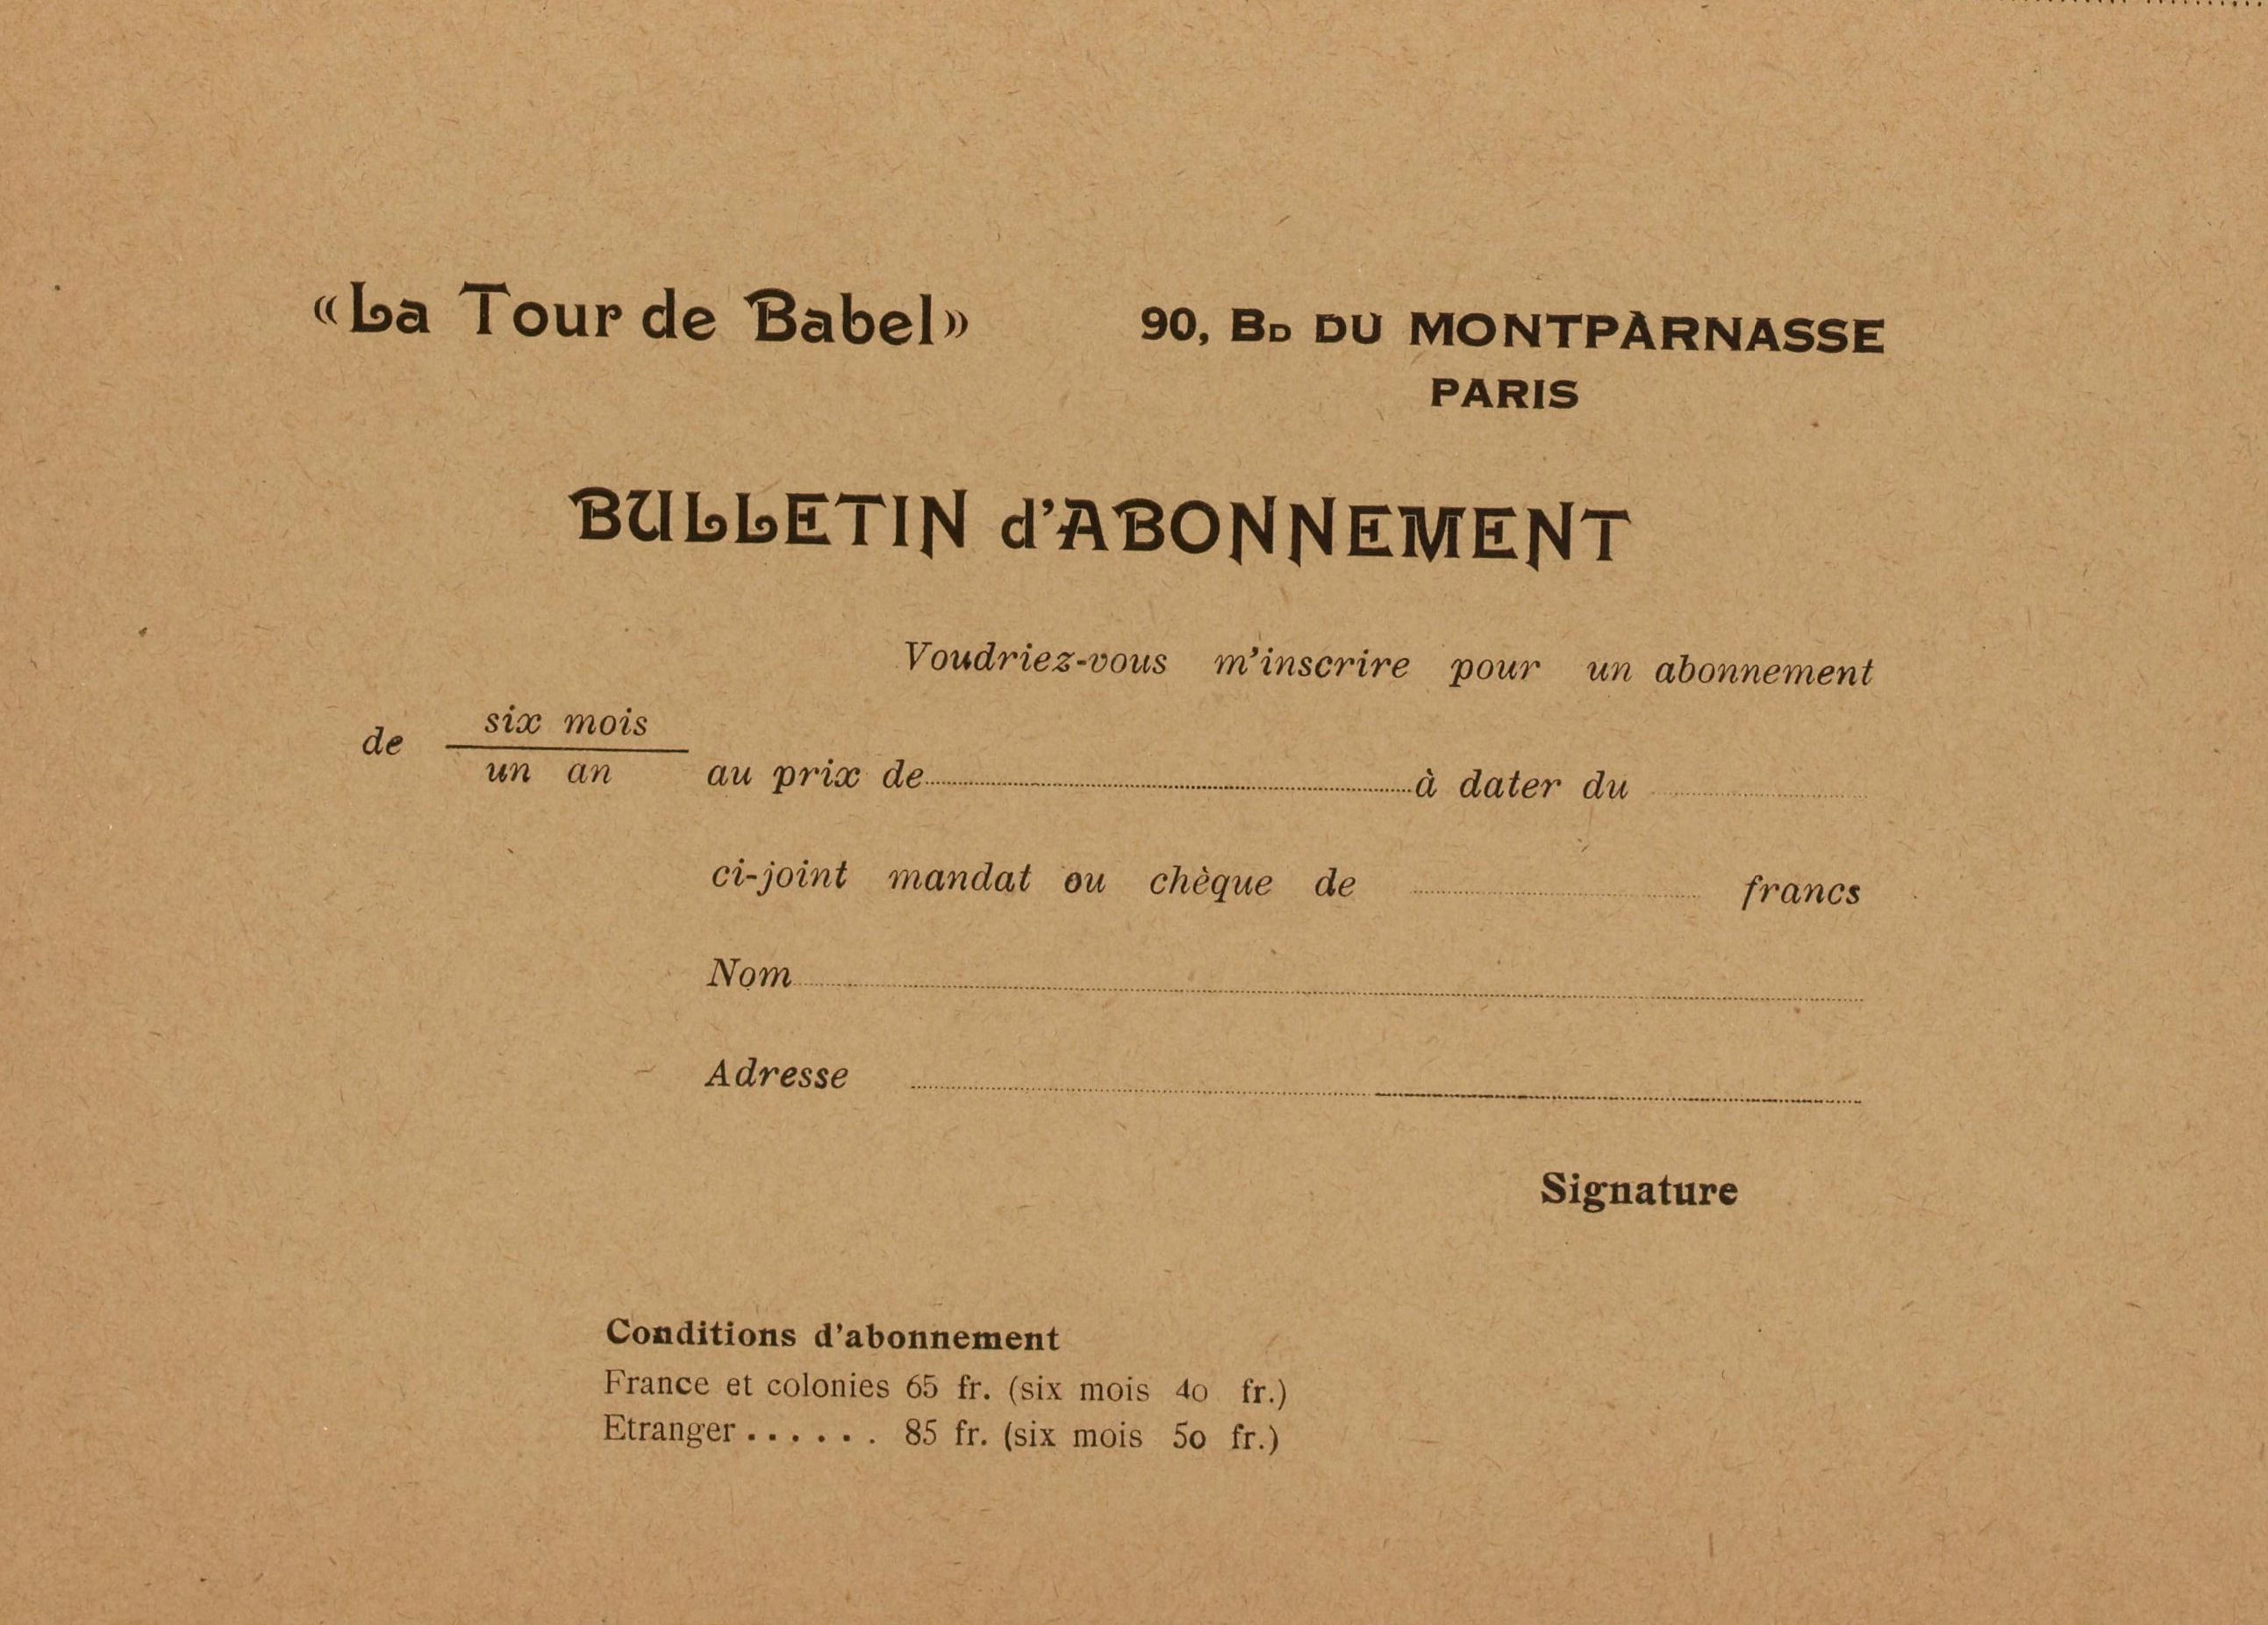 «La Tour de Babel»
90, Bd DU MONTPARNASSE
PARIS
BULLETIN d'ABONNEMENT
Voudriez-vous m'inscrire pour un abonnement
de six mois
un an au prix de........................à dater du ............
ci-joint mandat ou chèque de ............ francs
Nom........................
Adresse ........................
Signature
Conditions d'abonnement
France et colonies 65 fr. (six mois 40 fr.)
Etranger . . . . . . 85 fr. (six mois 50 fr.)